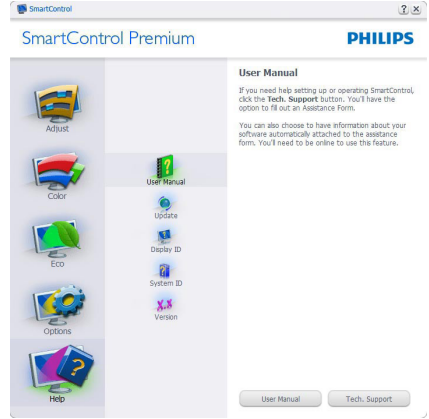 SmartControl
SmartControl Premium
PHILIPS
Adjust
Color
Eco
Options
Help
User Manual
Update
Display ID
System ID
X.X
Version
User Manual
If you need help setting up or operating SmartControl,
click the Tech. Support button. You'll have the
option to fill out an Assistance Form.
You can also choose to have information about your
software automatically attached to the assistance
form. You'll need to be online to use this feature.
User Manual
Tech. Support